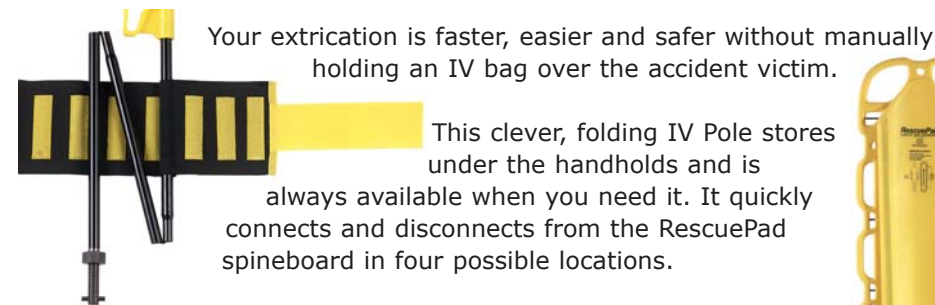 Your extrication is faster, easier and safer without manually
holding an IV bag over the accident victim.
This clever, folding IV Pole stores
under the handholds and is
always available when you need it. It quickly
connects and disconnects from the RescuePad
spineboard in four possible locations.